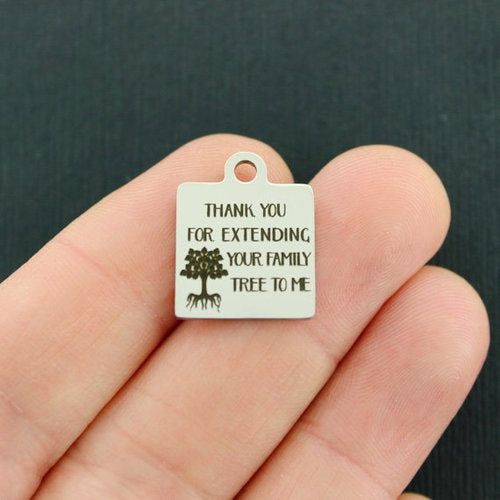 THANK YOU
FOR EXTENDING
YOUR FAMILY
TREE TO ME